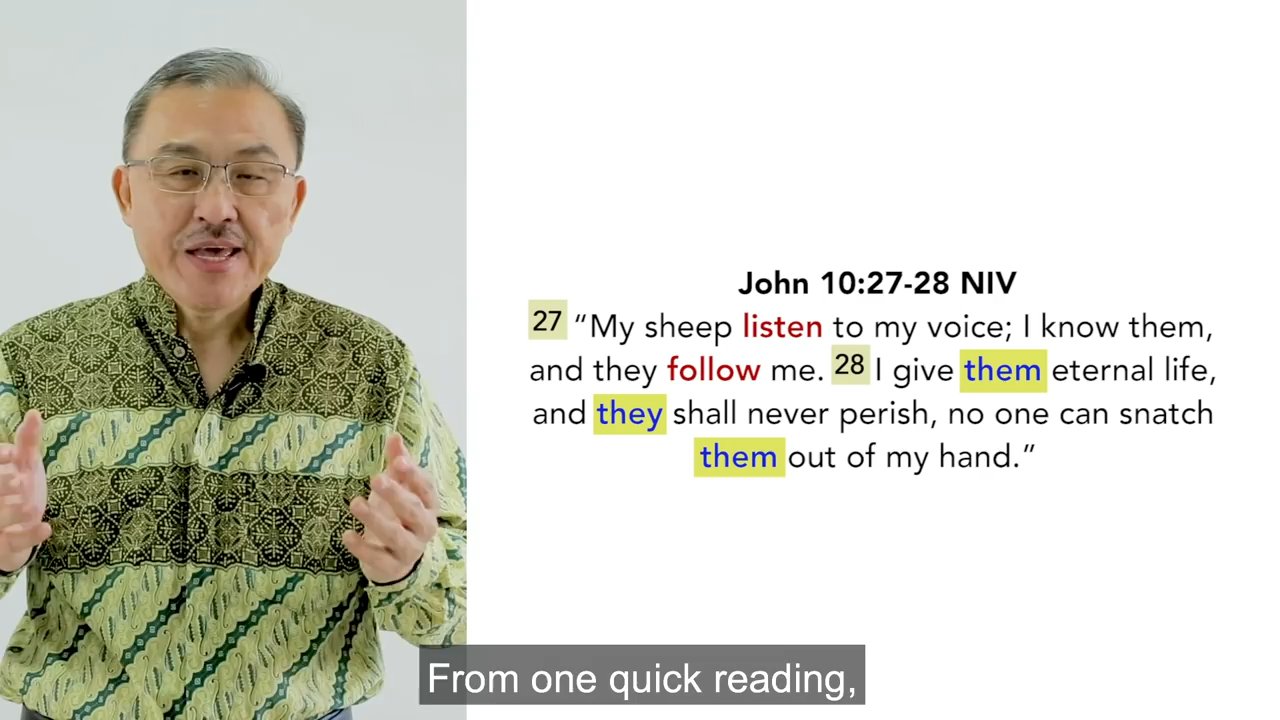 John 10:27-28 NIV
27 “My sheep listen to my voice; I know them,
and they follow me. 28 I give them eternal life,
and they shall never perish, no one can snatch
them out of my hand.”
From one quick reading,